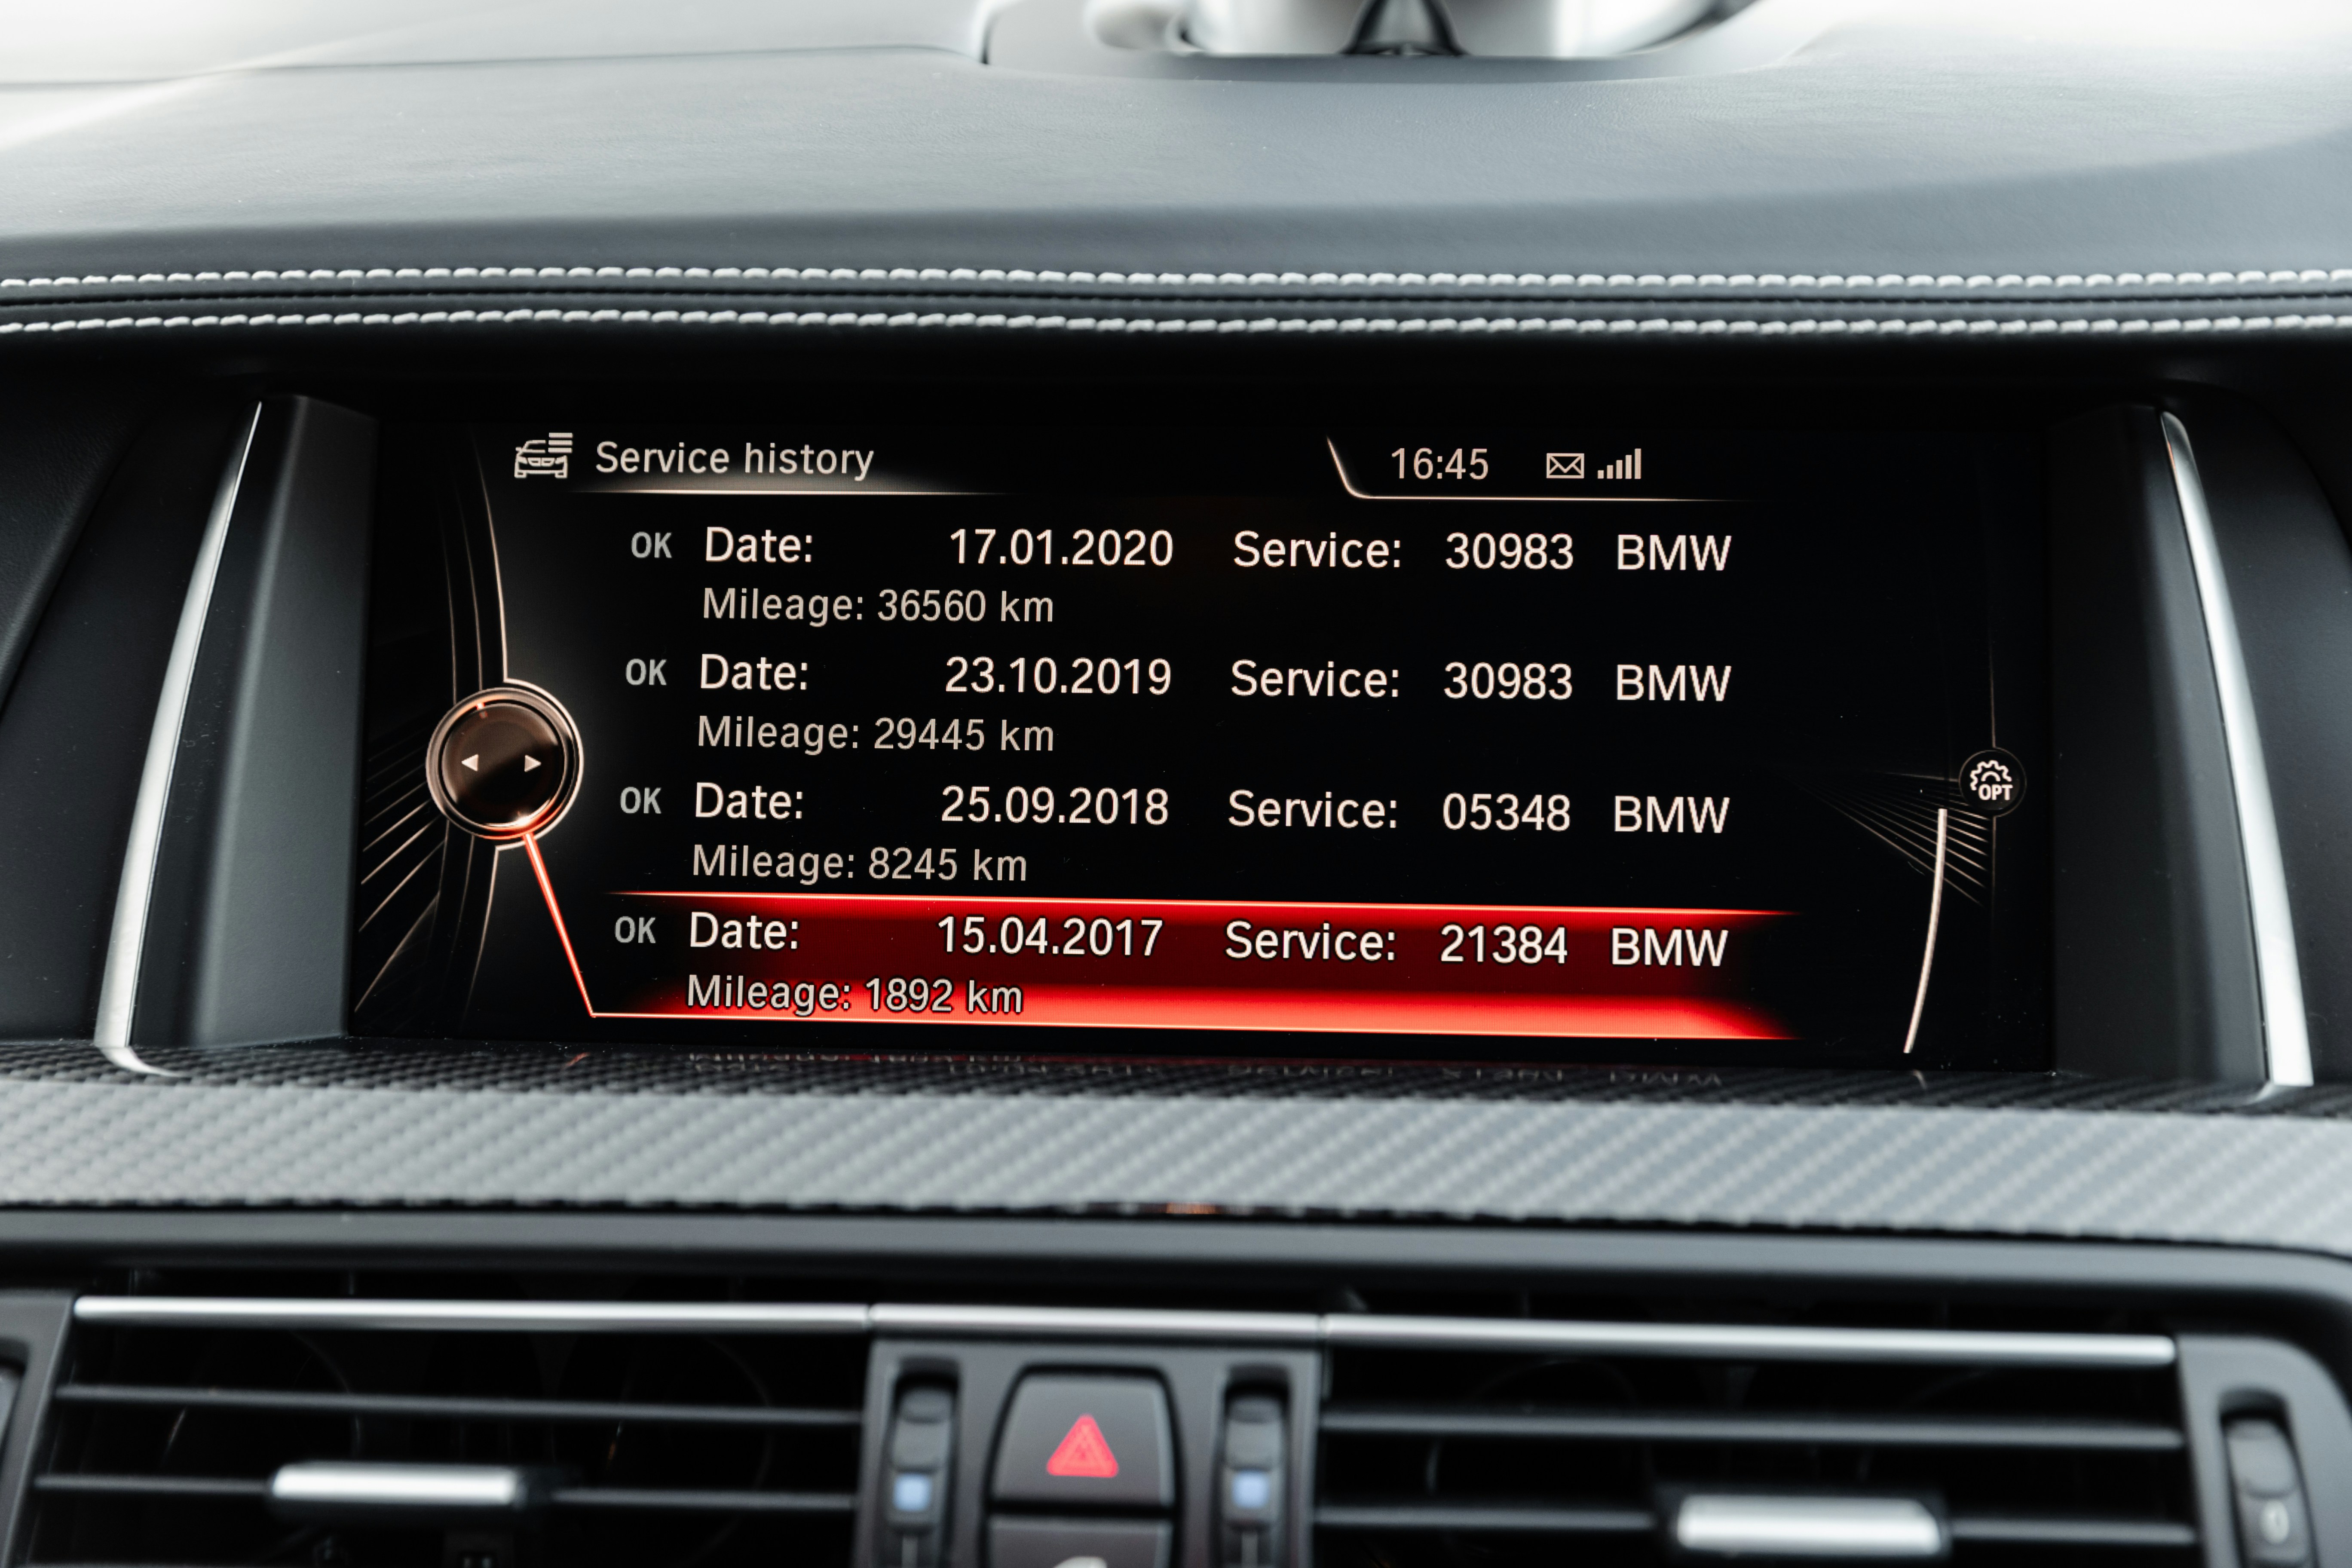 Service history 16:45
OK Date: 17.01.2020 Service: 30983 BMW
Mileage: 36560 km
OK Date: 23.10.2019 Service: 30983 BMW
Mileage: 29445 km
OK Date: 25.09.2018 Service: 05348 BMW
Mileage: 8245 km
OPT
OK Date: 15.04.2017 Service: 21384 BMW
Mileage: 1892 km